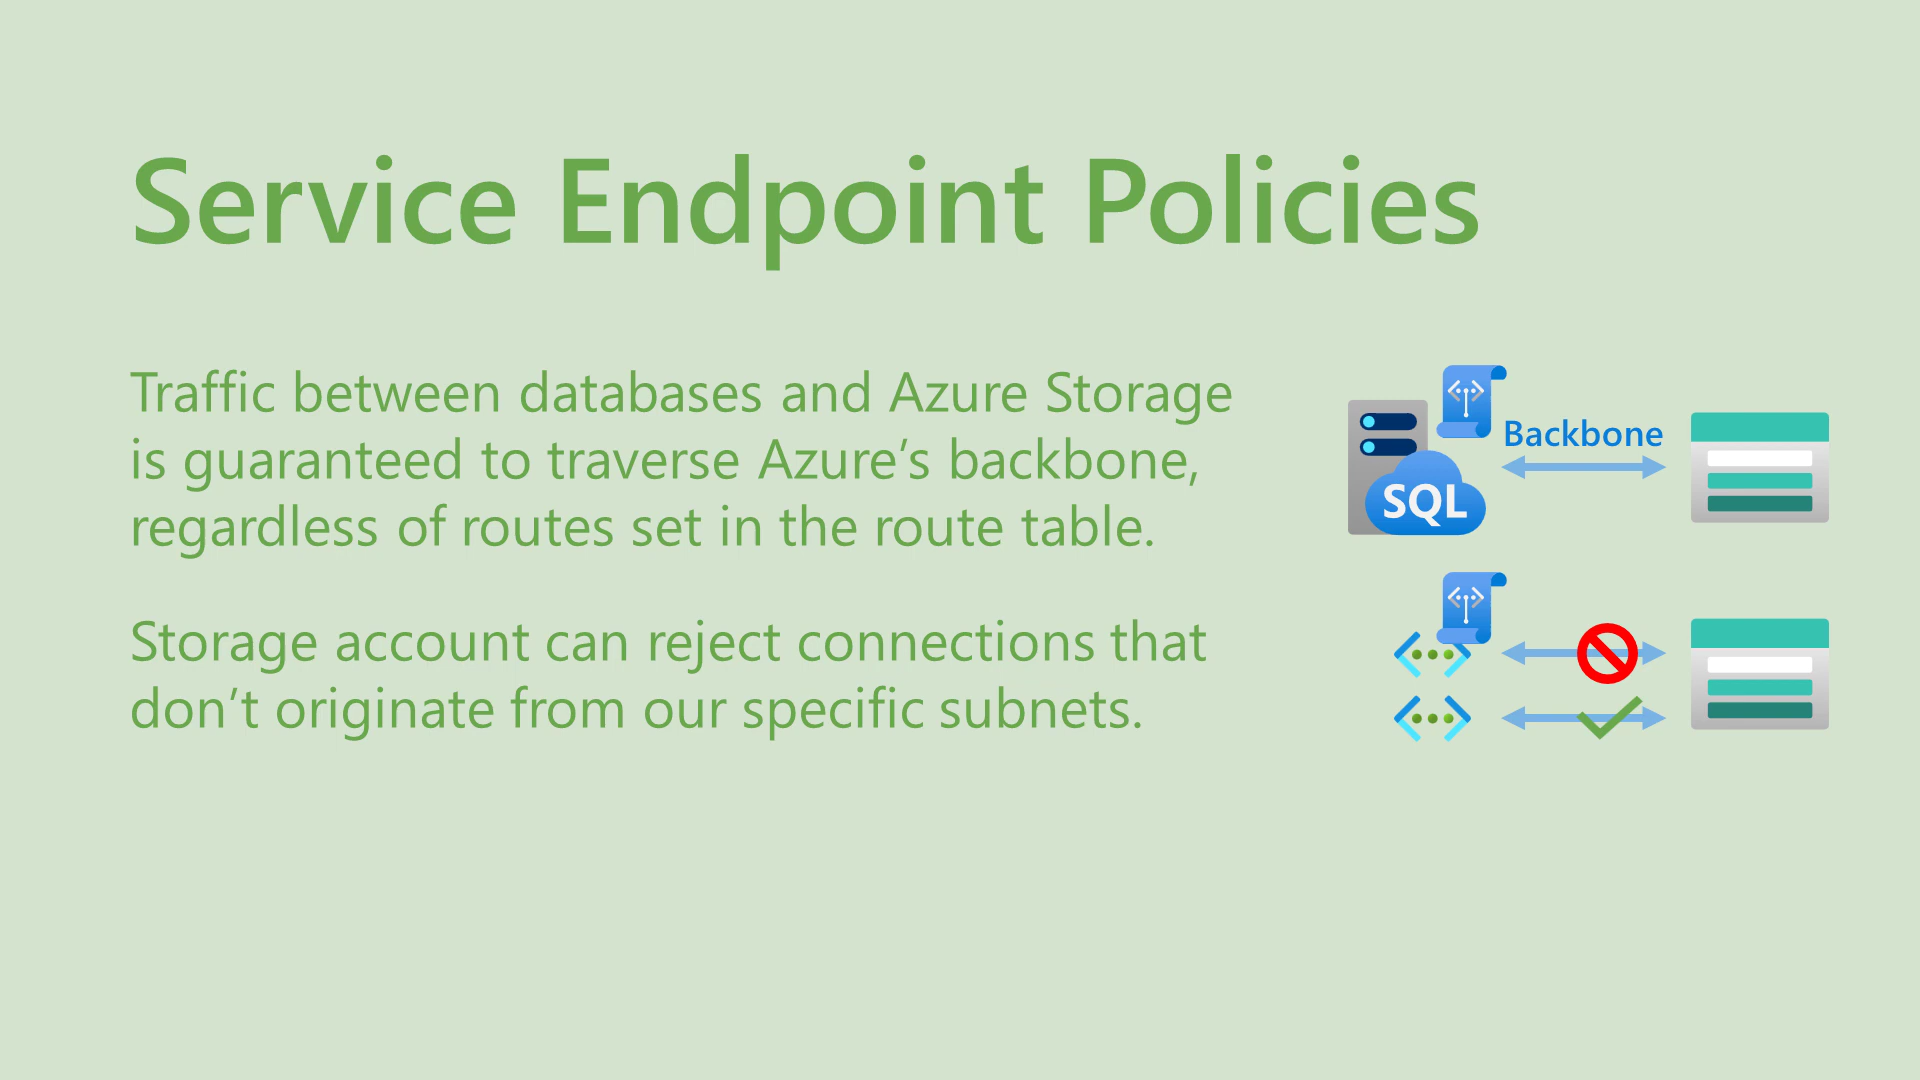 Service Endpoint Policies
Traffic between databases and Azure Storage
is guaranteed to traverse Azure’s backbone,
regardless of routes set in the route table.
Backbone
SQL
Storage account can reject connections that
don’t originate from our specific subnets.